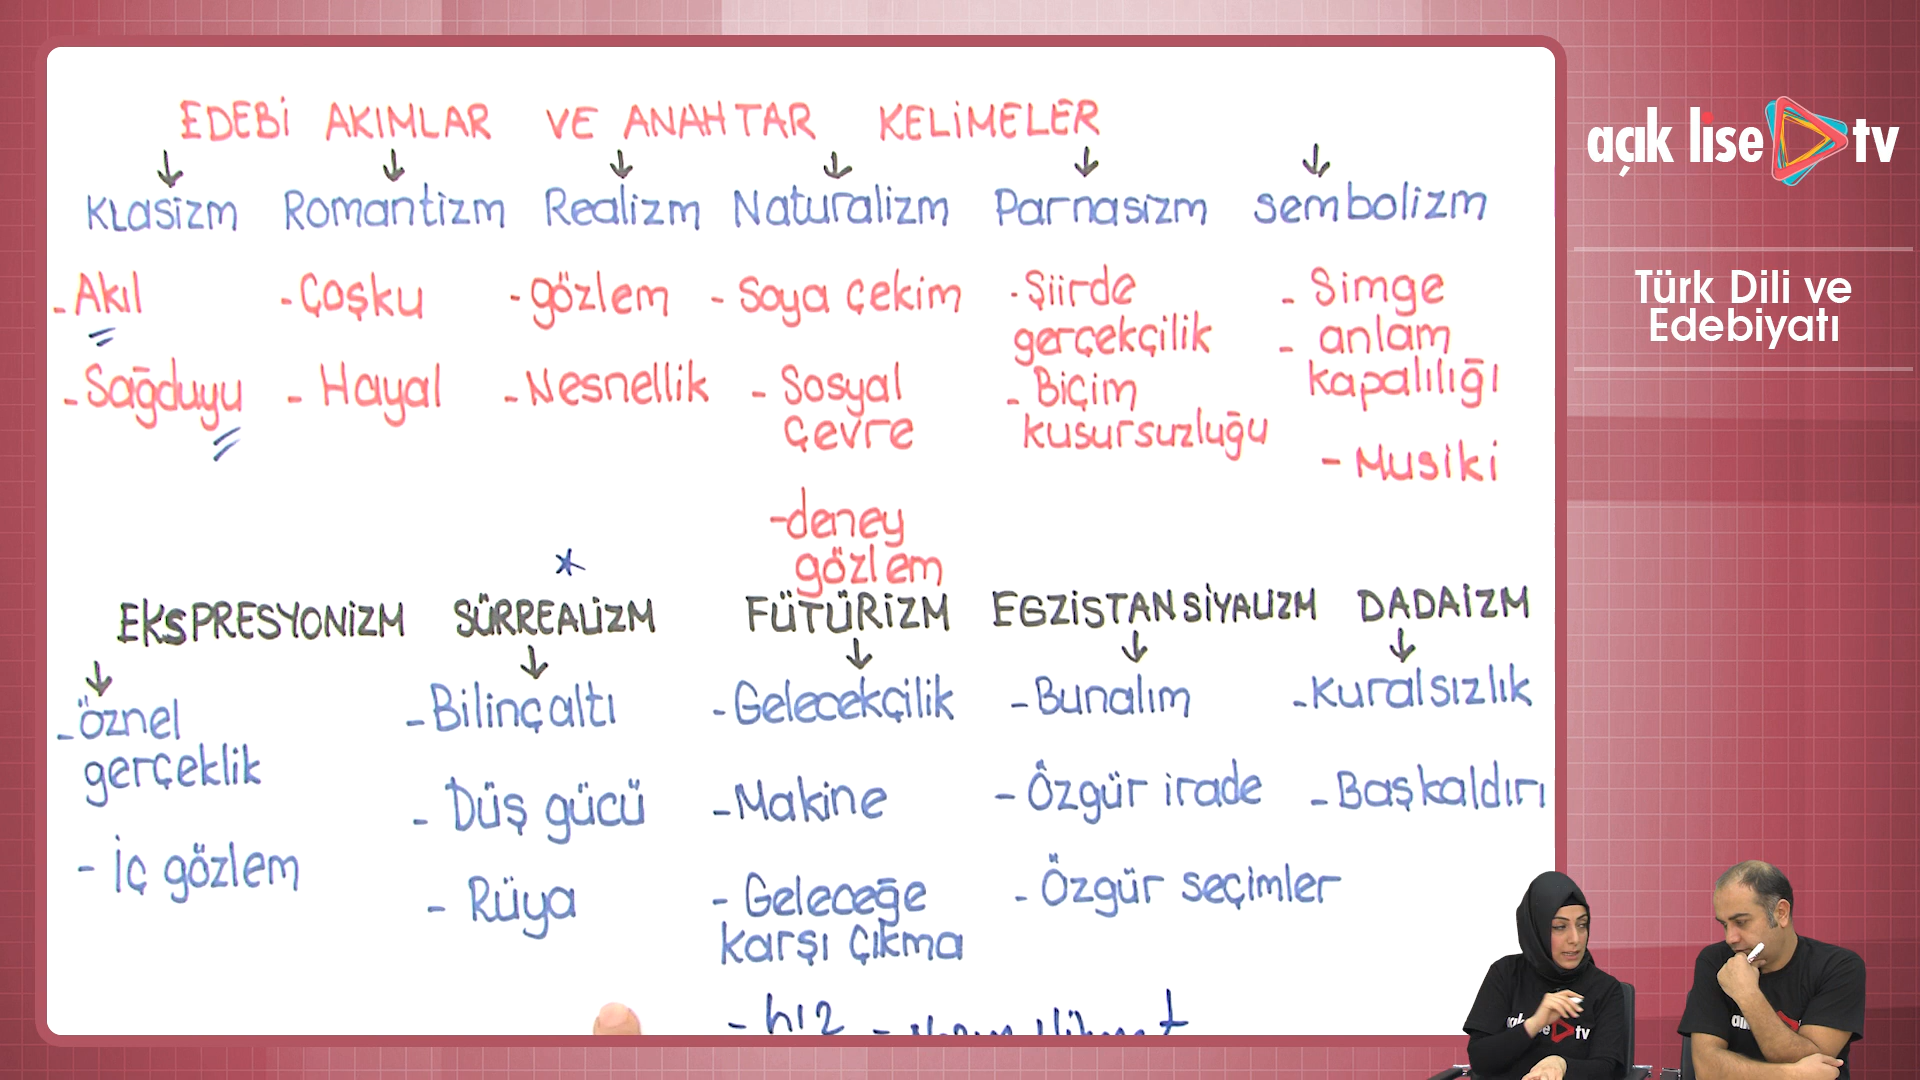 EDEBİ AKIMLAR VE ANAHTAR KELİMELER
Klasizm
Romantizm
Realizm
Naturalizm
Parnasizm
Sembolizm
- Akıl
- Sağduyu
- Çoşku
- Hayal
- gözlem
- Nesnellik
- Soya çekim
- Sosyal
çevre
- deney
gözlem
- Şiirde
gerçekçilik
- Biçim
kusursuzluğu
- Simge
- anlam
kapalılığı
- Musiki
EKSPRESYONİZM
SÜRREALİZM
FÜTÜRİZM
EGZİSTANSİYALİZM
DADAİZM
- öznel
gerçeklik
- İç gözlem
- Bilinçaltı
- Düş gücü
- Rüya
- Gelecekçilik
- Makine
- Geleceğe
karşı çıkma
- hız
- Bunalım
- Özgür irade
- Özgür seçimler
- Kuralsızlık
- Başkaldırı
açık lise tv
Türk Dili ve
Edebiyatı
tv